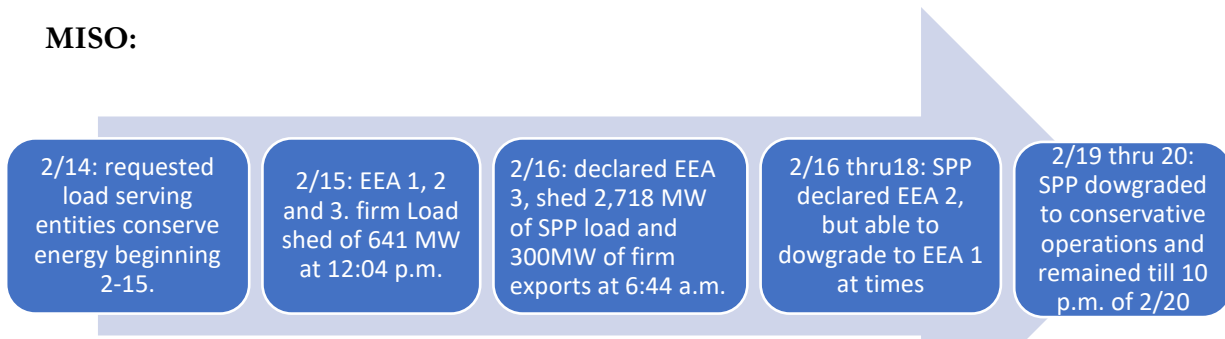 MISO:
2/14: requested
load serving
entities conserve
energy beginning
2-15.
2/15: EEA 1, 2
and 3. firm Load
shed of 641 MW
at 12:04 p.m.
2/16: declared EEA
3, shed 2,718 MW
of SPP load and
300MW of firm
exports at 6:44 a.m.
2/16 thru18: SPP
declared EEA 2,
but able to
dowgrade to EEA 1
at times
2/19 thru 20:
SPP dowgraded
to conservative
operations and
remained till 10
p.m. of 2/20